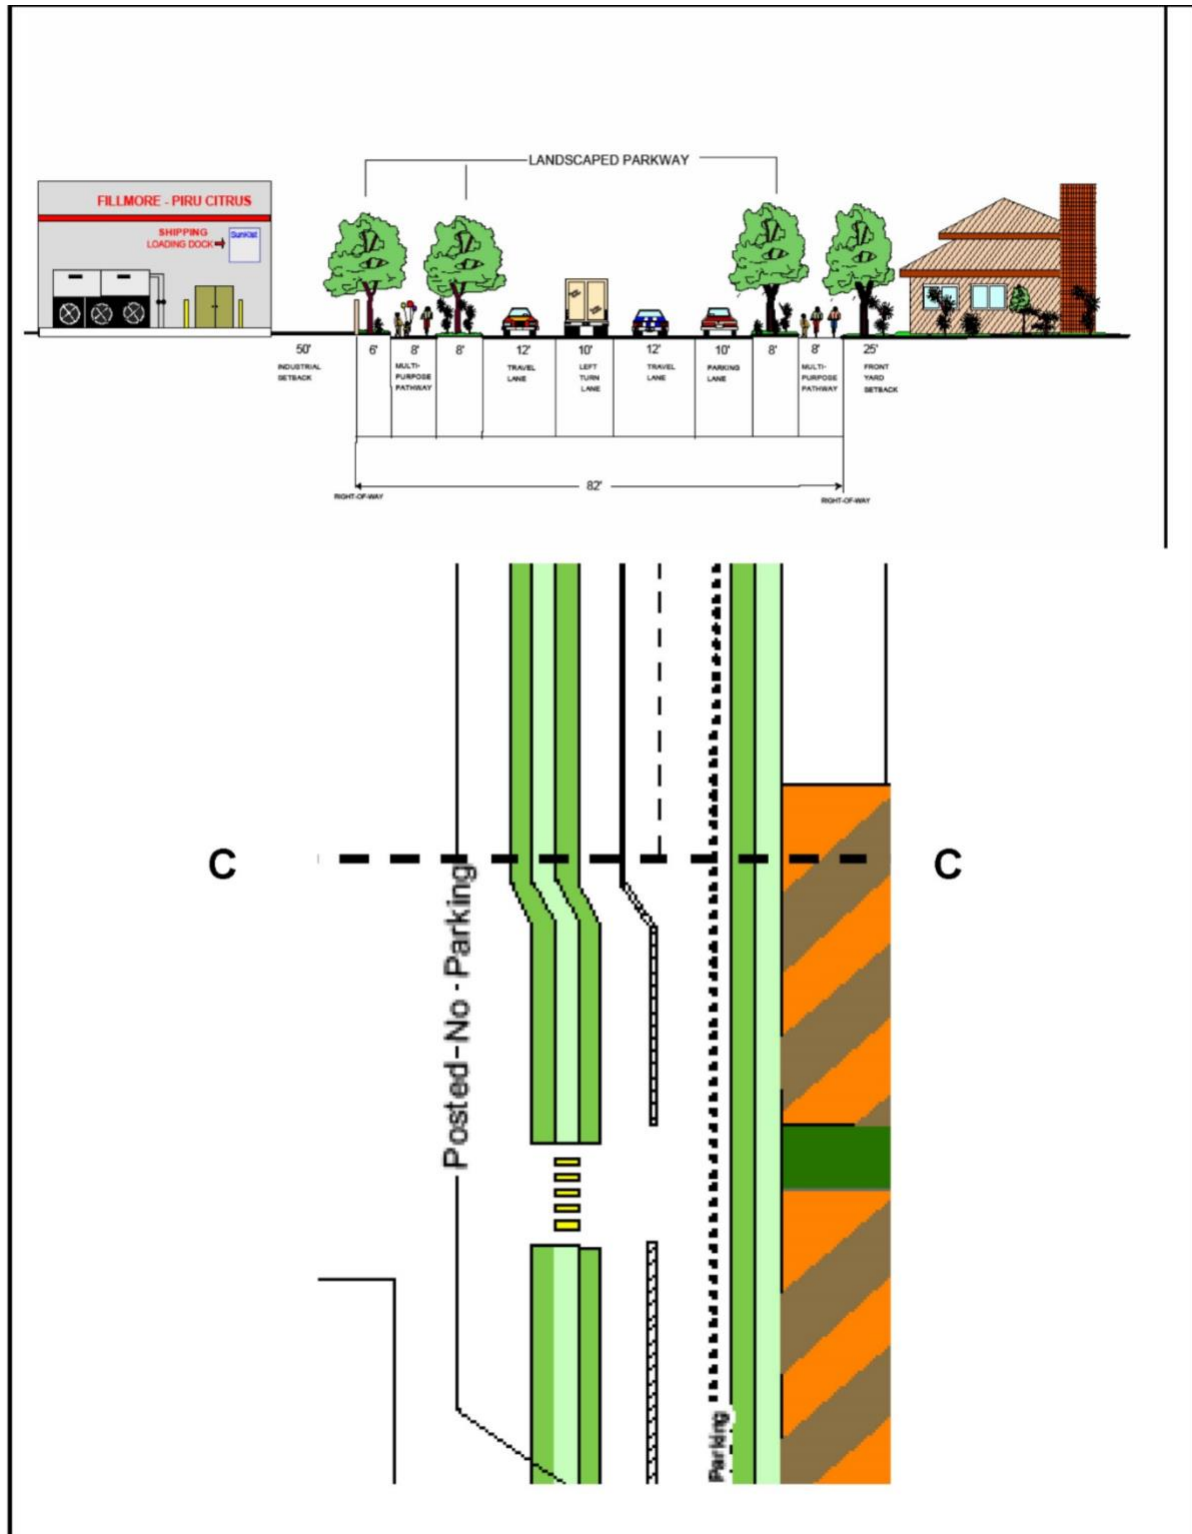 LANDSCAPED PARKWAY
FILLMORE - PIRU CITRUS
SHIPPING
LOADING DOCK
Sunkist
50'
INDUSTRIAL
SETBACK
6'
8'
MULTI-
PURPOSE
PATHWAY
8'
12'
TRAVEL
LANE
10'
LEFT
TURN
LANE
12'
TRAVEL
LANE
10'
PARKING
LANE
8'
8'
MULTI-
PURPOSE
PATHWAY
25'
FRONT
YARD
SETBACK
82'
RIGHT-OF-WAY
RIGHT-OF-WAY
C
C
Posted-No-Parking
Parking